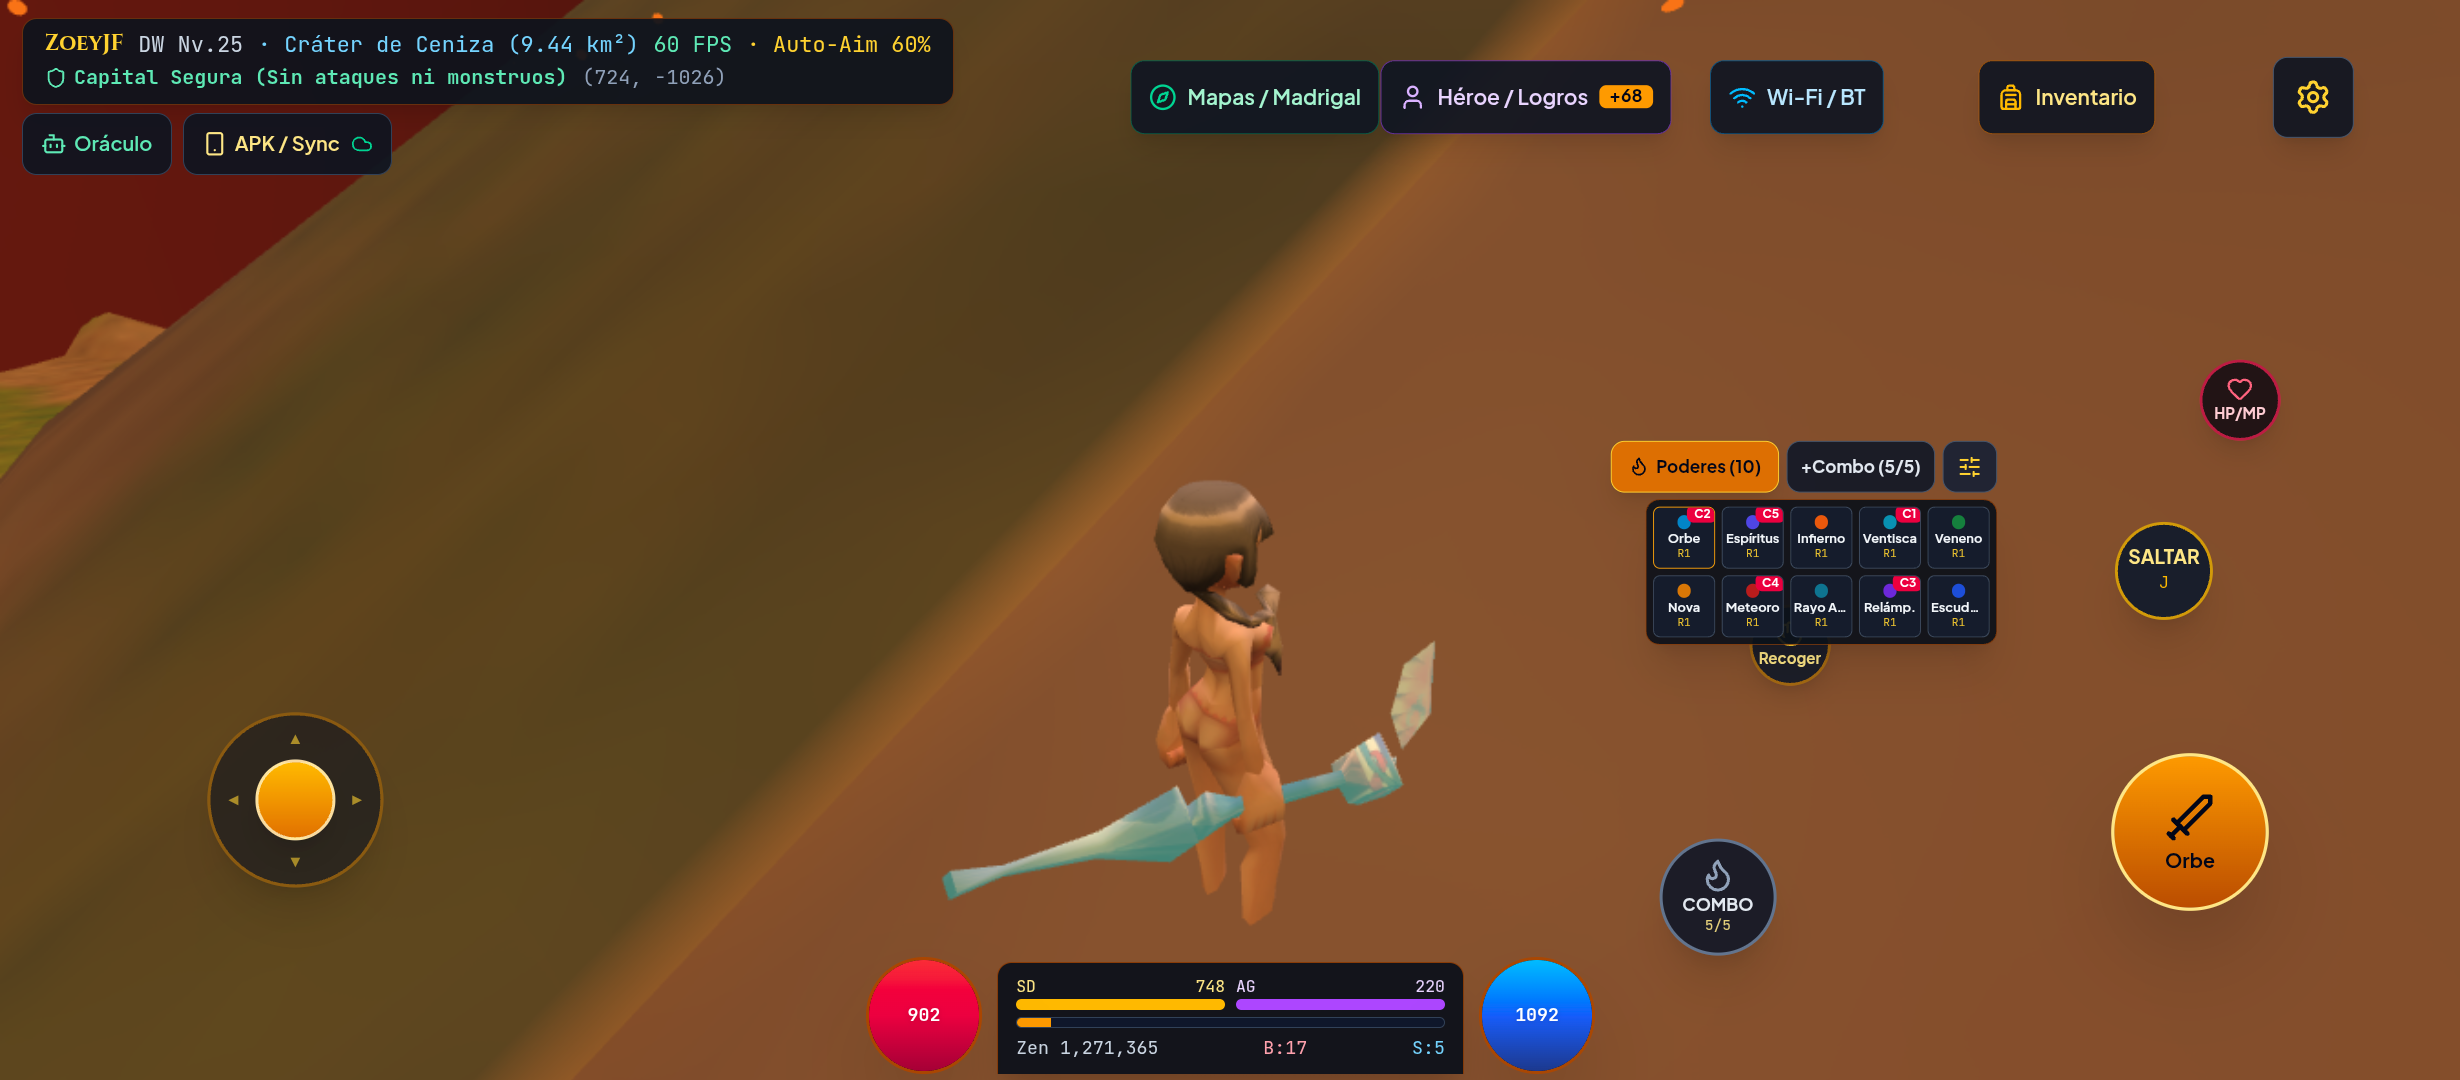 ZOEYJF DW Nv.25 · Cráter de Ceniza (9.44 km²) 60 FPS · Auto-Aim 60%
Capital Segura (Sin ataques ni monstruos) (724, -1026)
Oráculo
APK / Sync
Mapas / Madrigal
Héroe / Logros +68
Wi-Fi / BT
Inventario
HP/MP
Poderes (10)
+Combo (5/5)
C2 C5 C1
Orbe Espíritus Infierno Ventisca Veneno
R1 R1 R1 R1 R1
C4 C3
Nova Meteoro Rayo A... Relámp. Escud...
R1 R1 R1 R1 R1
Recoger
SALTAR
J
Orbe
COMBO
5/5
902
SD 748 AG 220
Zen 1,271,365 B:17 S:5
1092